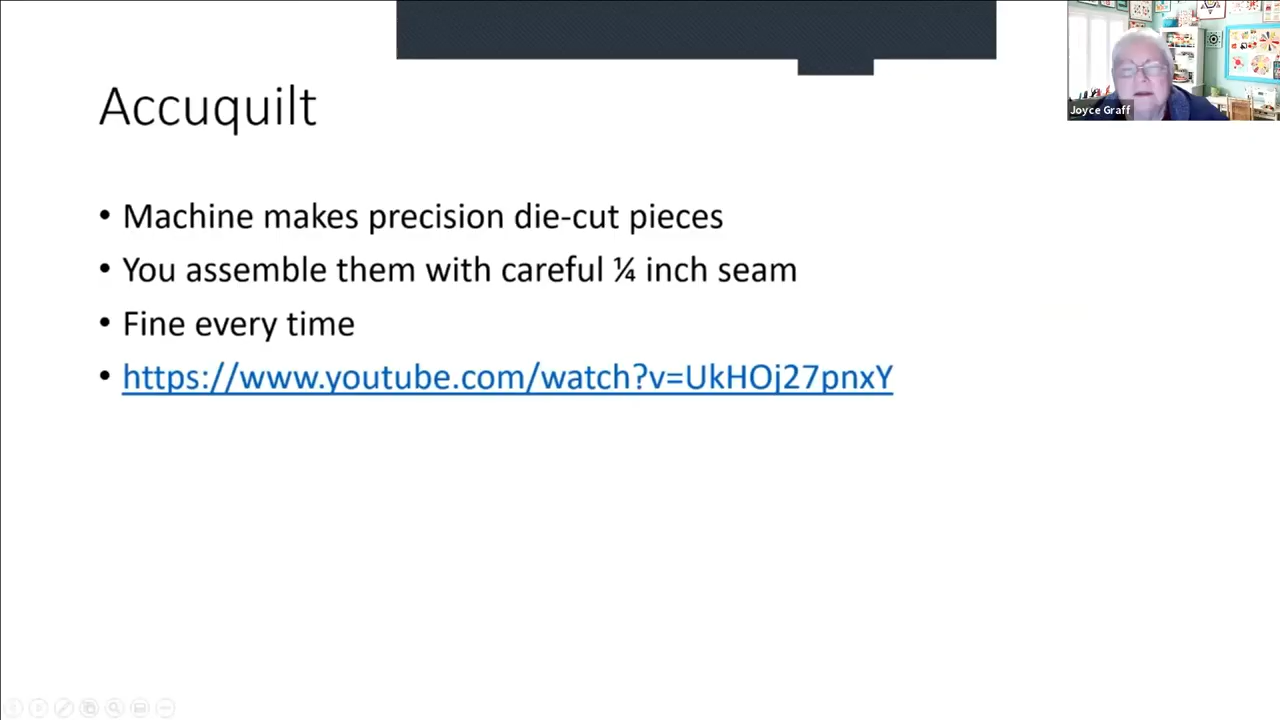 Accuquilt
Joyce Graff
• Machine makes precision die-cut pieces
• You assemble them with careful ¼ inch seam
• Fine every time
• https://www.youtube.com/watch?v=UkHOj27pnxY